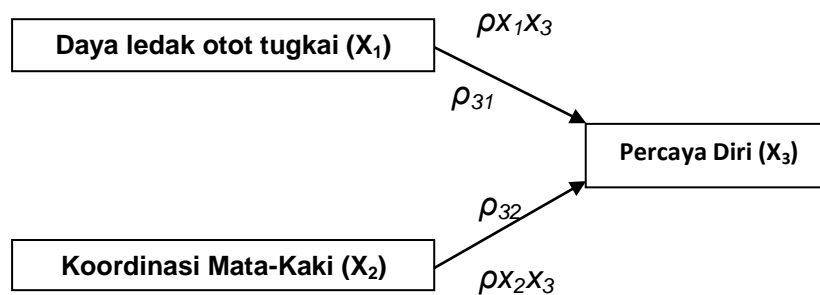 ρx₁x₃
Daya ledak otot tugkai (X₁)
ρ₃₁
Percaya Diri (X₃)
ρ₃₂
Koordinasi Mata-Kaki (X₂)
ρx₂x₃